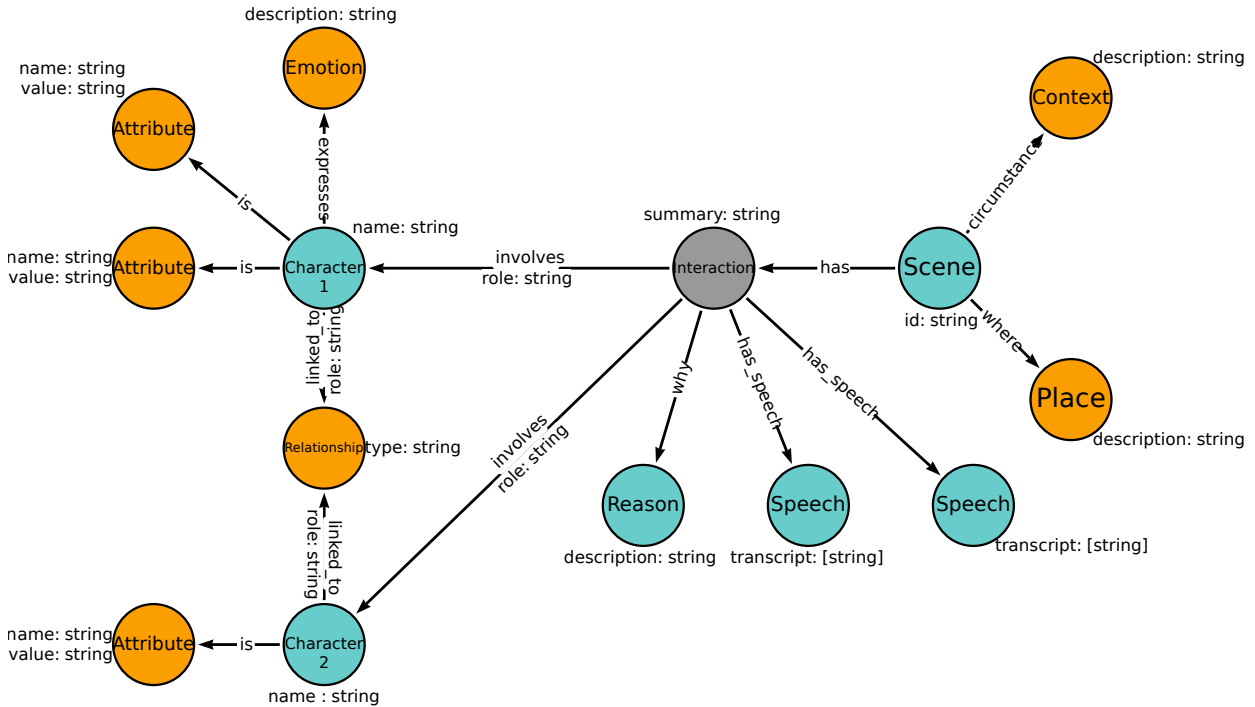 description: string
Emotion
name: string
value: string
Attribute
expresses
is
name: string
name: string
value: string
Attribute
is
Character
1
linked_to
role: string
Relationship
type: string
linked_to
role: string
name: string
value: string
Attribute
is
Character
2
name : string
involves
role: string
involves
role: string
summary: string
Interaction
has
Scene
id: string
circumstance
description: string
Context
where
Place
description: string
why
has_speech
has_speech
Reason
description: string
Speech
transcript: [string]
Speech
transcript: [string]